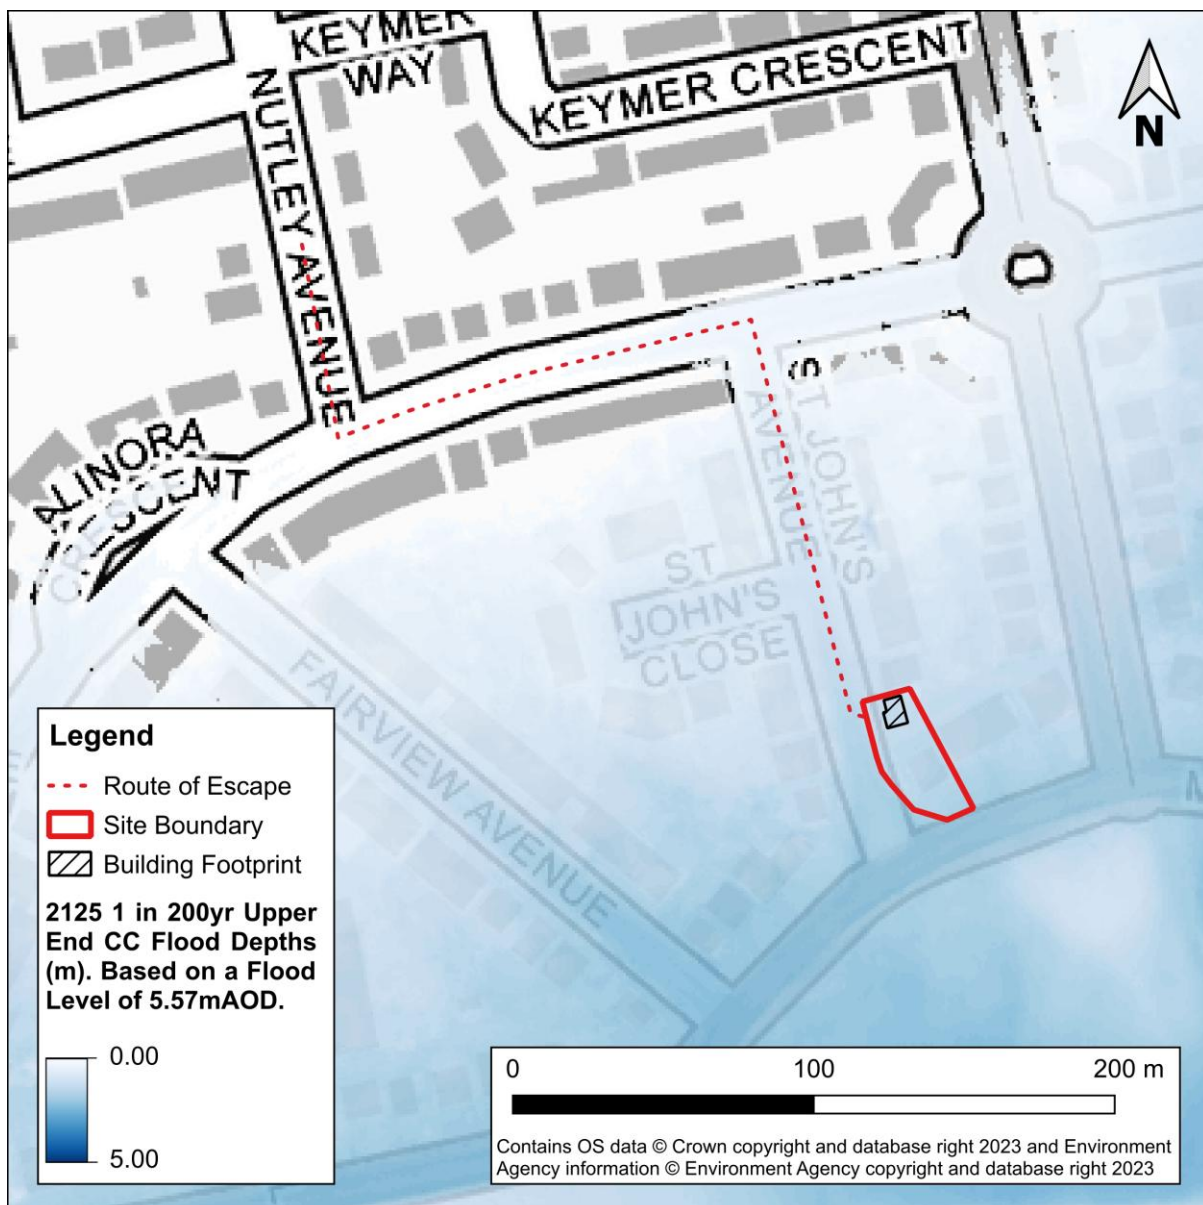 KEYMER
WAY
KEYMER CRESCENT
NUTLEY AVENUE
N
ALINORA
CRESCENT
CRESCENT
S
ST JOHN'S
AVENUE
AVENUE
ST
JOHN'S
CLOSE
FAIRVIEW AVENUE
Legend
Route of Escape
Site Boundary
Building Footprint
2125 1 in 200yr Upper
End CC Flood Depths
(m). Based on a Flood
Level of 5.57mAOD.
0.00
5.00
0 100 200 m
Contains OS data © Crown copyright and database right 2023 and Environment
Agency information © Environment Agency copyright and database right 2023